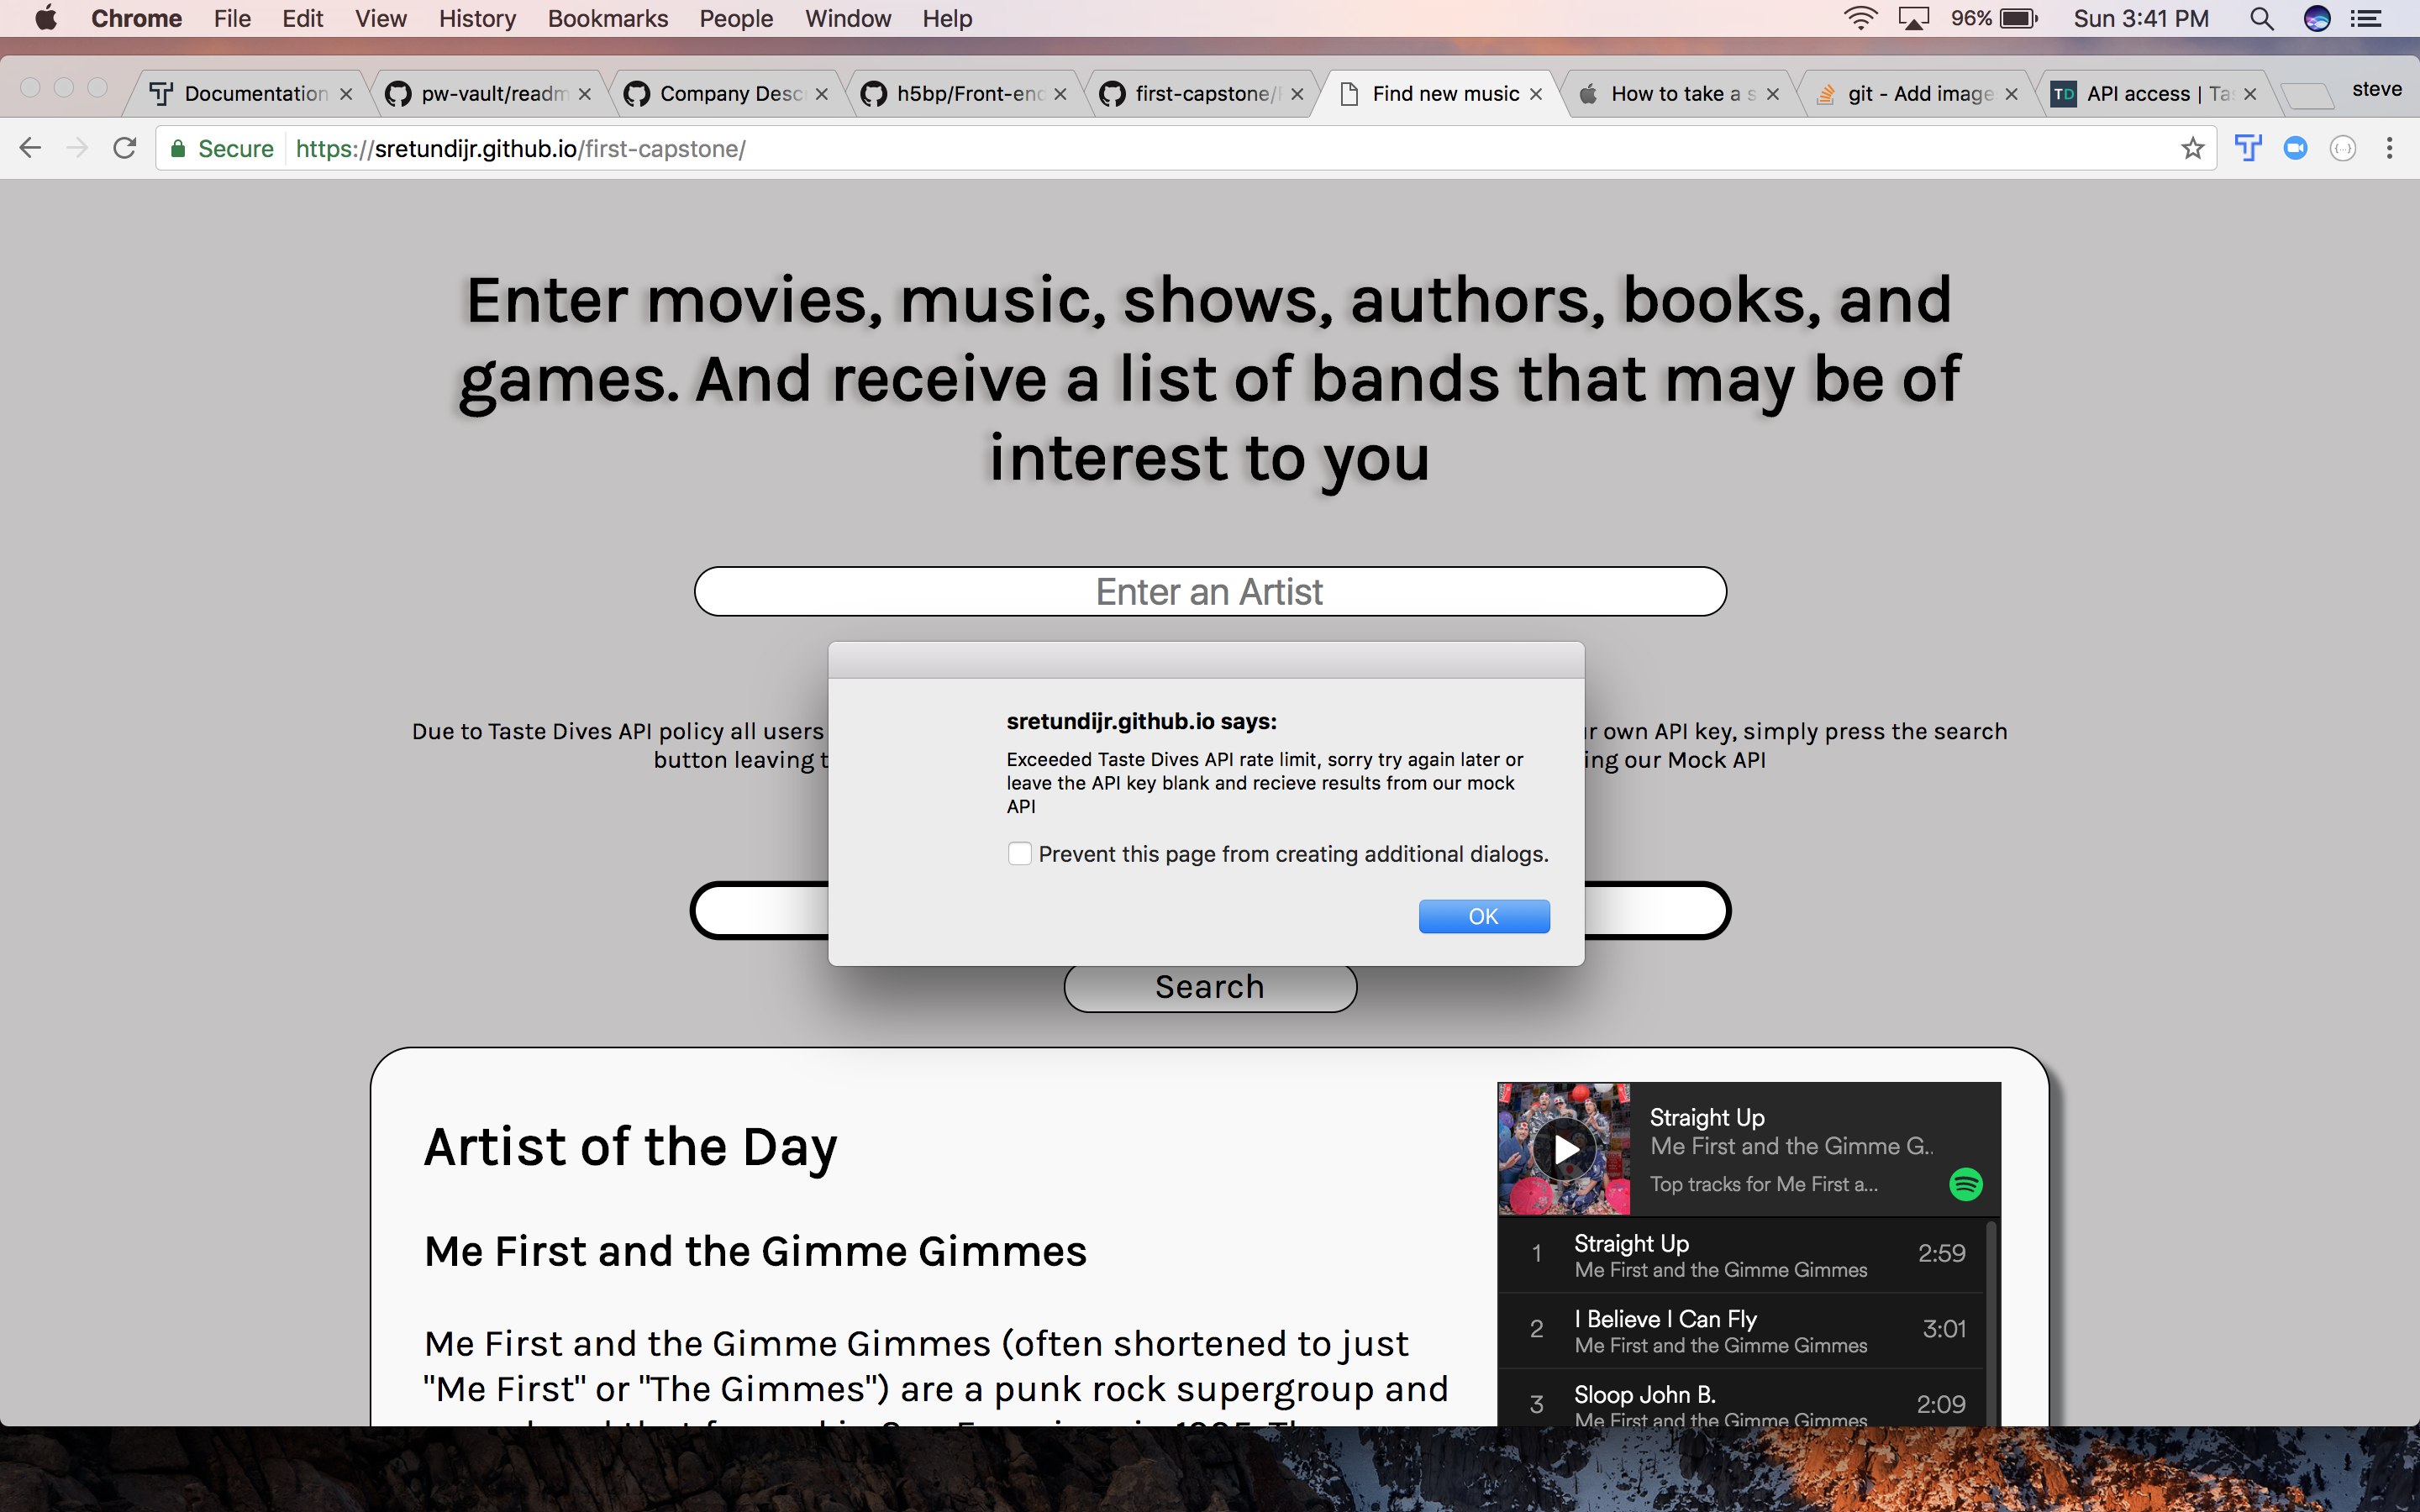 Chrome File Edit View History Bookmarks People Window Help 96% Sun 3:41 PM
Documentation pw-vault/readm Company Desc h5bp/Front-end first-capstone/ Find new music How to take a s git - Add image TD API access | Tas steve
Secure https://sretundijr.github.io/first-capstone/
Enter movies, music, shows, authors, books, and
games. And receive a list of bands that may be of
interest to you
Enter an Artist
Due to Taste Dives API policy all users r own API key, simply press the search
button leaving t ing our Mock API
sretundijr.github.io says:
Exceeded Taste Dives API rate limit, sorry try again later or
leave the API key blank and recieve results from our mock
API
Prevent this page from creating additional dialogs.
OK
Search
Artist of the Day
Me First and the Gimme Gimmes
Me First and the Gimme Gimmes (often shortened to just
"Me First" or "The Gimmes") are a punk rock supergroup and
Straight Up
Me First and the Gimme G..
Top tracks for Me First a...
1 Straight Up 2:59
Me First and the Gimme Gimmes
2 I Believe I Can Fly 3:01
Me First and the Gimme Gimmes
3 Sloop John B. 2:09
Me First and the Gimme Gimmes